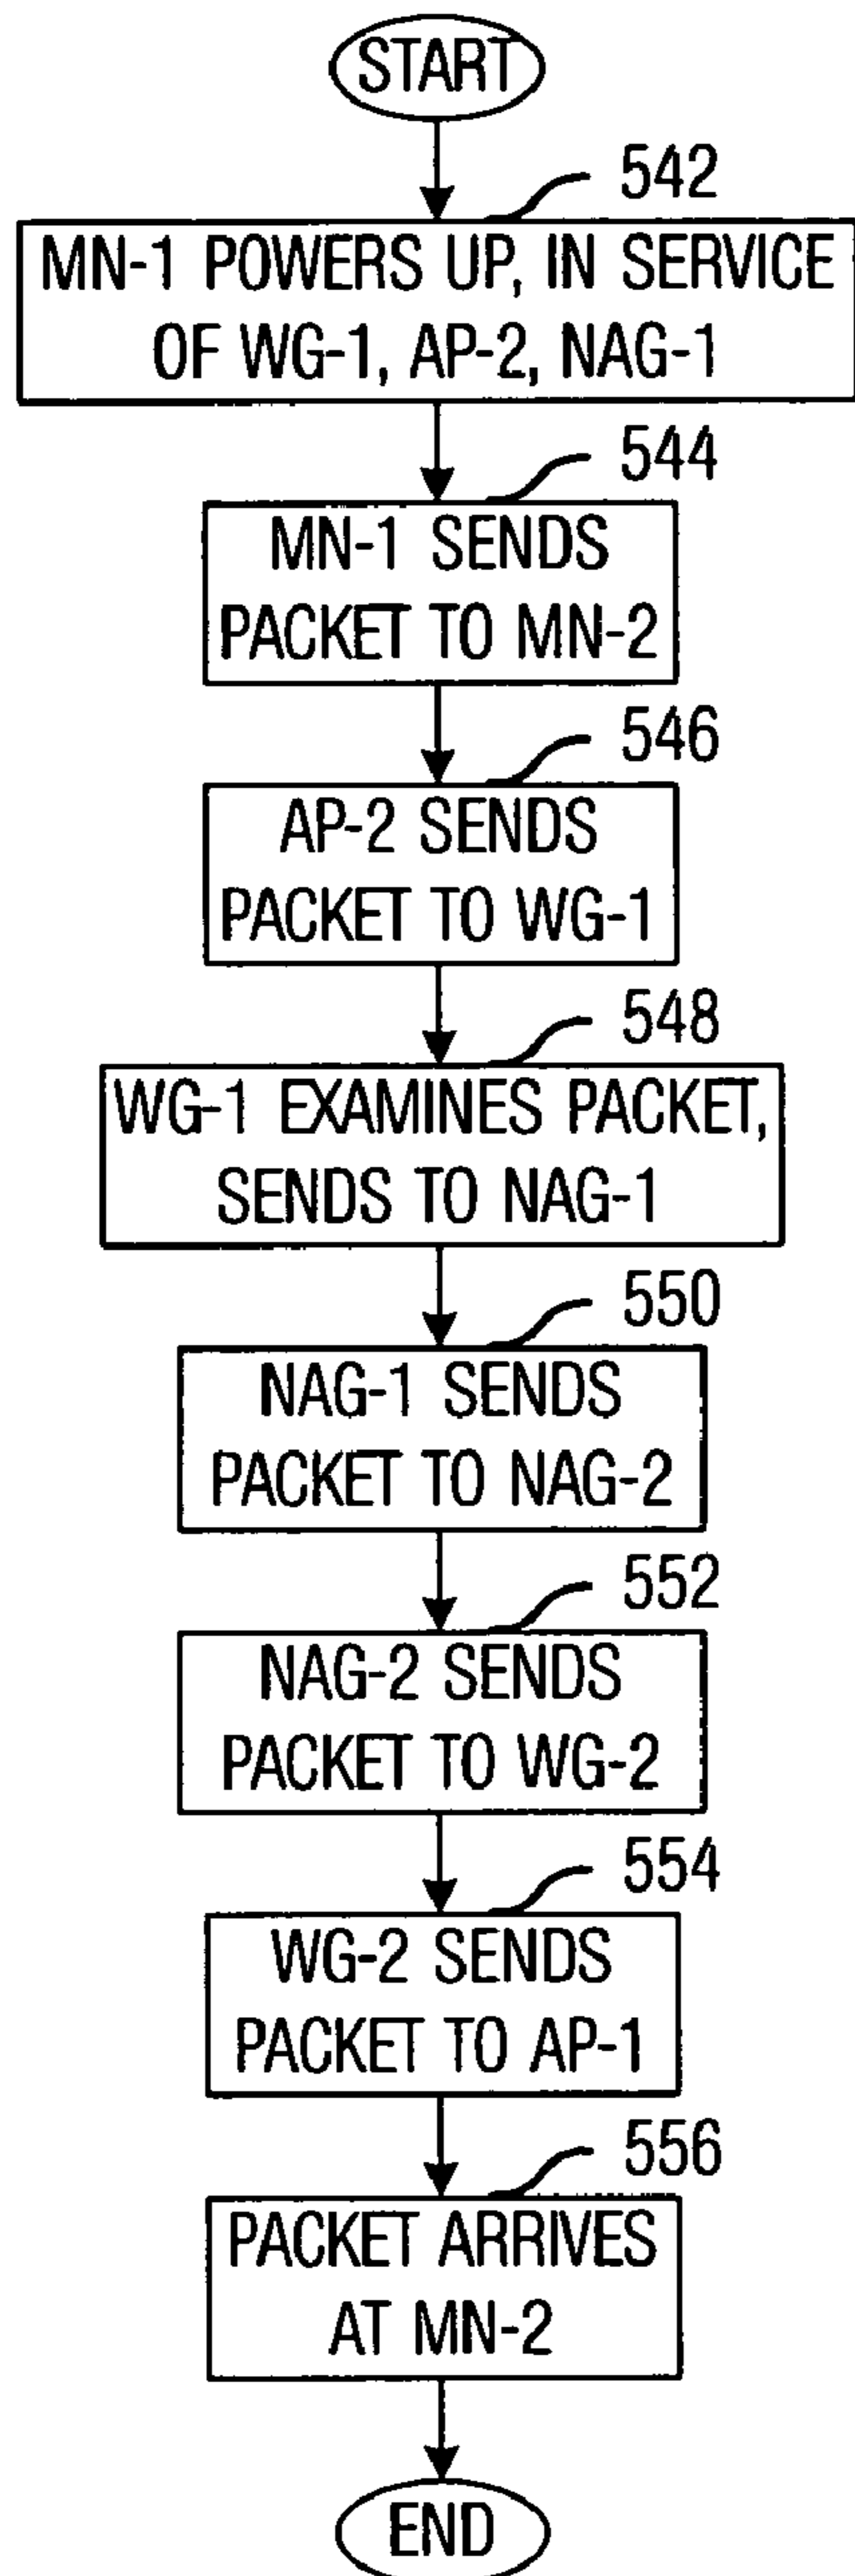 START
542
MN-1 POWERS UP, IN SERVICE
OF WG-1, AP-2, NAG-1
544
MN-1 SENDS
PACKET TO MN-2
546
AP-2 SENDS
PACKET TO WG-1
548
WG-1 EXAMINES PACKET,
SENDS TO NAG-1
550
NAG-1 SENDS
PACKET TO NAG-2
552
NAG-2 SENDS
PACKET TO WG-2
554
WG-2 SENDS
PACKET TO AP-1
556
PACKET ARRIVES
AT MN-2
END